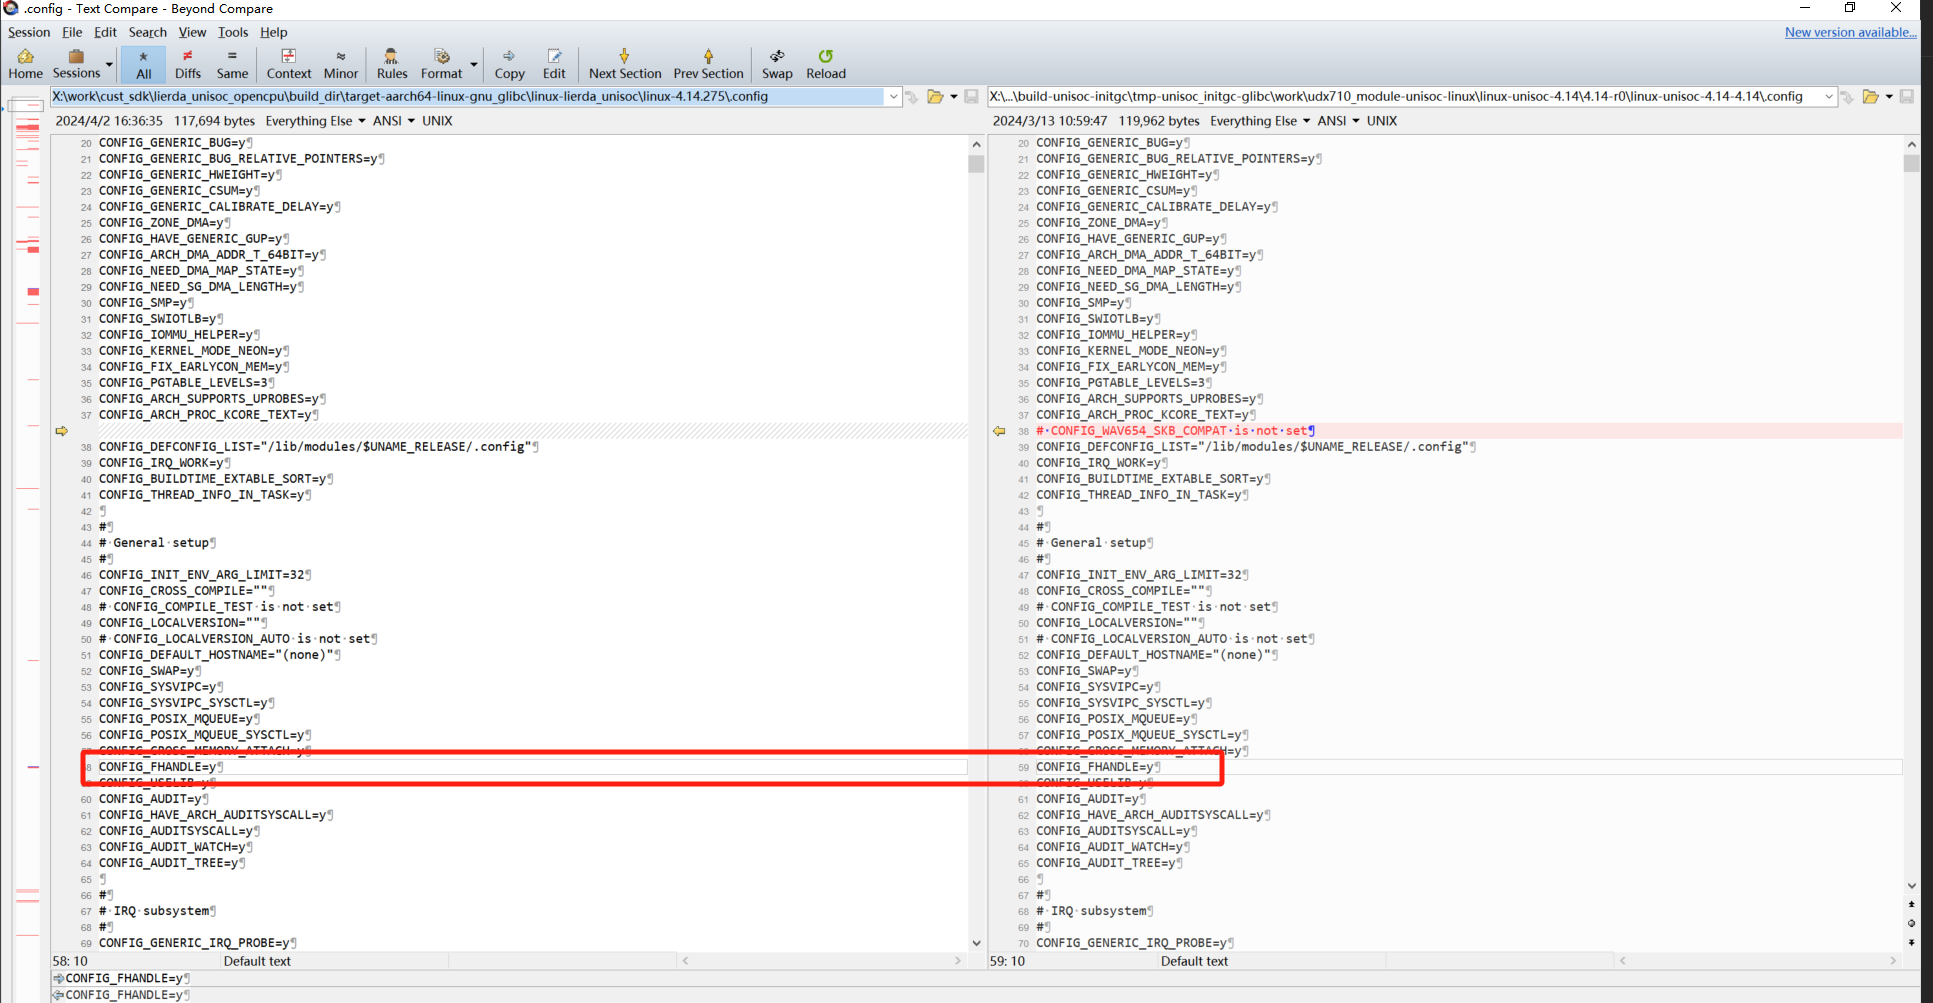 .config - Text Compare - Beyond Compare
Session File Edit Search View Tools Help New version available...
Home Sessions All Diffs Same Context Minor Rules Format Copy Edit Next Section Prev Section Swap Reload
X:\work\cust_sdk\lierda_unisoc_opencpu\build_dir\target-aarch64-linux-gnu_glibc\linux-lierda_unisoc\linux-4.14.275\.config
2024/4/2 16:36:35 117,694 bytes Everything Else ANSI UNIX
20 CONFIG_GENERIC_BUG=y¶
21 CONFIG_GENERIC_BUG_RELATIVE_POINTERS=y¶
22 CONFIG_GENERIC_HWEIGHT=y¶
23 CONFIG_GENERIC_CSUM=y¶
24 CONFIG_GENERIC_CALIBRATE_DELAY=y¶
25 CONFIG_ZONE_DMA=y¶
26 CONFIG_HAVE_GENERIC_GUP=y¶
27 CONFIG_ARCH_DMA_ADDR_T_64BIT=y¶
28 CONFIG_NEED_DMA_MAP_STATE=y¶
29 CONFIG_NEED_SG_DMA_LENGTH=y¶
30 CONFIG_SMP=y¶
31 CONFIG_SWIOTLB=y¶
32 CONFIG_IOMMU_HELPER=y¶
33 CONFIG_KERNEL_MODE_NEON=y¶
34 CONFIG_FIX_EARLYCON_MEM=y¶
35 CONFIG_PGTABLE_LEVELS=3¶
36 CONFIG_ARCH_SUPPORTS_UPROBES=y¶
37 CONFIG_ARCH_PROC_KCORE_TEXT=y¶
38 CONFIG_DEFCONFIG_LIST="/lib/modules/$UNAME_RELEASE/.config"¶
39 CONFIG_IRQ_WORK=y¶
40 CONFIG_BUILDTIME_EXTABLE_SORT=y¶
41 CONFIG_THREAD_INFO_IN_TASK=y¶
42 ¶
43 #¶
44 #·General·setup¶
45 #¶
46 CONFIG_INIT_ENV_ARG_LIMIT=32¶
47 CONFIG_CROSS_COMPILE=""¶
48 #·CONFIG_COMPILE_TEST·is·not·set¶
49 CONFIG_LOCALVERSION=""¶
50 #·CONFIG_LOCALVERSION_AUTO·is·not·set¶
51 CONFIG_DEFAULT_HOSTNAME="(none)"¶
52 CONFIG_SWAP=y¶
53 CONFIG_SYSVIPC=y¶
54 CONFIG_SYSVIPC_SYSCTL=y¶
55 CONFIG_POSIX_MQUEUE=y¶
56 CONFIG_POSIX_MQUEUE_SYSCTL=y¶
CONFIG_CROSS_MEMORY_ATTACH=y¶
8 CONFIG_FHANDLE=y¶
CONFIG_USELIB=y¶
60 CONFIG_AUDIT=y¶
61 CONFIG_HAVE_ARCH_AUDITSYSCALL=y¶
62 CONFIG_AUDITSYSCALL=y¶
63 CONFIG_AUDIT_WATCH=y¶
64 CONFIG_AUDIT_TREE=y¶
65 ¶
66 #¶
67 #·IRQ·subsystem¶
68 #¶
69 CONFIG_GENERIC_IRQ_PROBE=y¶
58: 10 Default text
X:\...\build-unisoc-initgc\tmp-unisoc_initgc-glibc\work\udx710_module-unisoc-linux\linux-unisoc-4.14\4.14-r0\linux-unisoc-4.14-4.14\.config
2024/3/13 10:59:47 119,962 bytes Everything Else ANSI UNIX
20 CONFIG_GENERIC_BUG=y¶
21 CONFIG_GENERIC_BUG_RELATIVE_POINTERS=y¶
22 CONFIG_GENERIC_HWEIGHT=y¶
23 CONFIG_GENERIC_CSUM=y¶
24 CONFIG_GENERIC_CALIBRATE_DELAY=y¶
25 CONFIG_ZONE_DMA=y¶
26 CONFIG_HAVE_GENERIC_GUP=y¶
27 CONFIG_ARCH_DMA_ADDR_T_64BIT=y¶
28 CONFIG_NEED_DMA_MAP_STATE=y¶
29 CONFIG_NEED_SG_DMA_LENGTH=y¶
30 CONFIG_SMP=y¶
31 CONFIG_SWIOTLB=y¶
32 CONFIG_IOMMU_HELPER=y¶
33 CONFIG_KERNEL_MODE_NEON=y¶
34 CONFIG_FIX_EARLYCON_MEM=y¶
35 CONFIG_PGTABLE_LEVELS=3¶
36 CONFIG_ARCH_SUPPORTS_UPROBES=y¶
37 CONFIG_ARCH_PROC_KCORE_TEXT=y¶
38 #·CONFIG_WAV654_SKB_COMPAT·is·not·set¶
39 CONFIG_DEFCONFIG_LIST="/lib/modules/$UNAME_RELEASE/.config"¶
40 CONFIG_IRQ_WORK=y¶
41 CONFIG_BUILDTIME_EXTABLE_SORT=y¶
42 CONFIG_THREAD_INFO_IN_TASK=y¶
43 ¶
44 #¶
45 #·General·setup¶
46 #¶
47 CONFIG_INIT_ENV_ARG_LIMIT=32¶
48 CONFIG_CROSS_COMPILE=""¶
49 #·CONFIG_COMPILE_TEST·is·not·set¶
50 CONFIG_LOCALVERSION=""¶
51 #·CONFIG_LOCALVERSION_AUTO·is·not·set¶
52 CONFIG_DEFAULT_HOSTNAME="(none)"¶
53 CONFIG_SWAP=y¶
54 CONFIG_SYSVIPC=y¶
55 CONFIG_SYSVIPC_SYSCTL=y¶
56 CONFIG_POSIX_MQUEUE=y¶
57 CONFIG_POSIX_MQUEUE_SYSCTL=y¶
CONFIG_CROSS_MEMORY_ATTACH=y¶
59 CONFIG_FHANDLE=y¶
CONFIG_USELIB=y¶
61 CONFIG_AUDIT=y¶
62 CONFIG_HAVE_ARCH_AUDITSYSCALL=y¶
63 CONFIG_AUDITSYSCALL=y¶
64 CONFIG_AUDIT_WATCH=y¶
65 CONFIG_AUDIT_TREE=y¶
66 ¶
67 #¶
68 #·IRQ·subsystem¶
69 #¶
70 CONFIG_GENERIC_IRQ_PROBE=y¶
59: 10 Default text
CONFIG_FHANDLE=y¶
CONFIG_FHANDLE=y¶